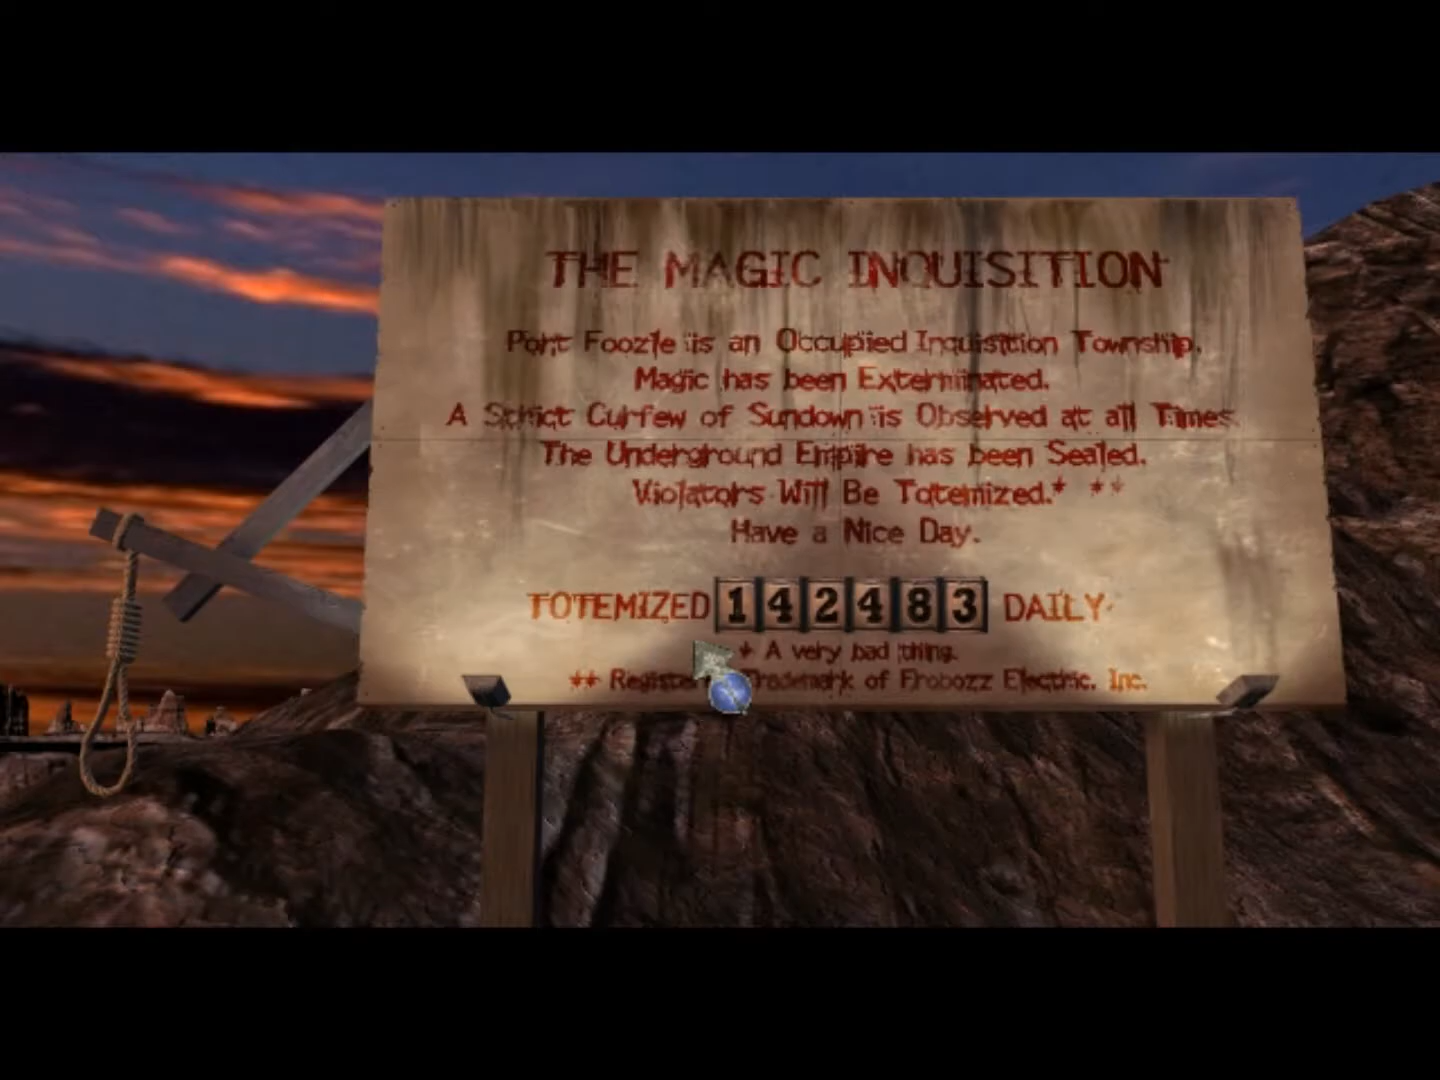 THE MAGIC INQUISITION
Port Foozle is an Occupied Inquisition Township.
Magic has been Exterminated.
A Strict Curfew of Sundown is Observed at all Times
The Underground Empire has been Sealed.
Violators Will Be Totemized.* **
Have a Nice Day.
TOTEMIZED 142483 DAILY
* A very bad thing.
** Register Trademark of Frobozz Electric, Inc.